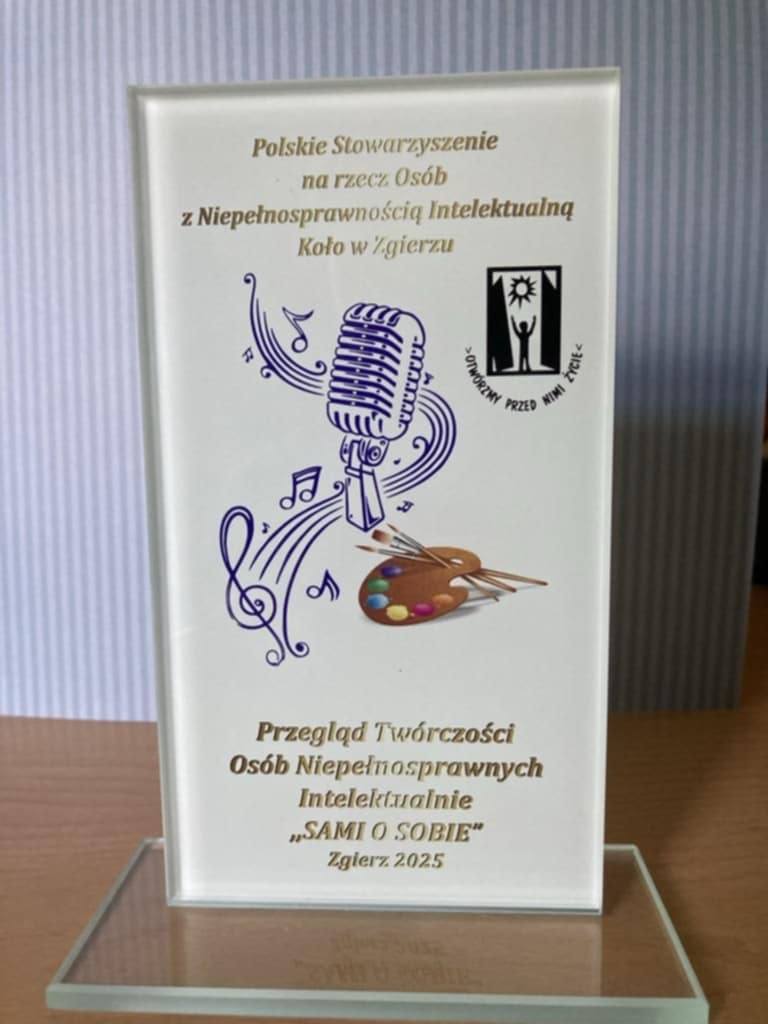 Polskie Stowarzyszenie
na rzecz Osób
z Niepełnosprawnością Intelektualną
Koło w Zgierzu
>OTWÓRZMY PRZED NIMI ŻYCIE<
Przegląd Twórczości
Osób Niepełnosprawnych
Intelektualnie
„SAMI O SOBIE”
Zgierz 2025